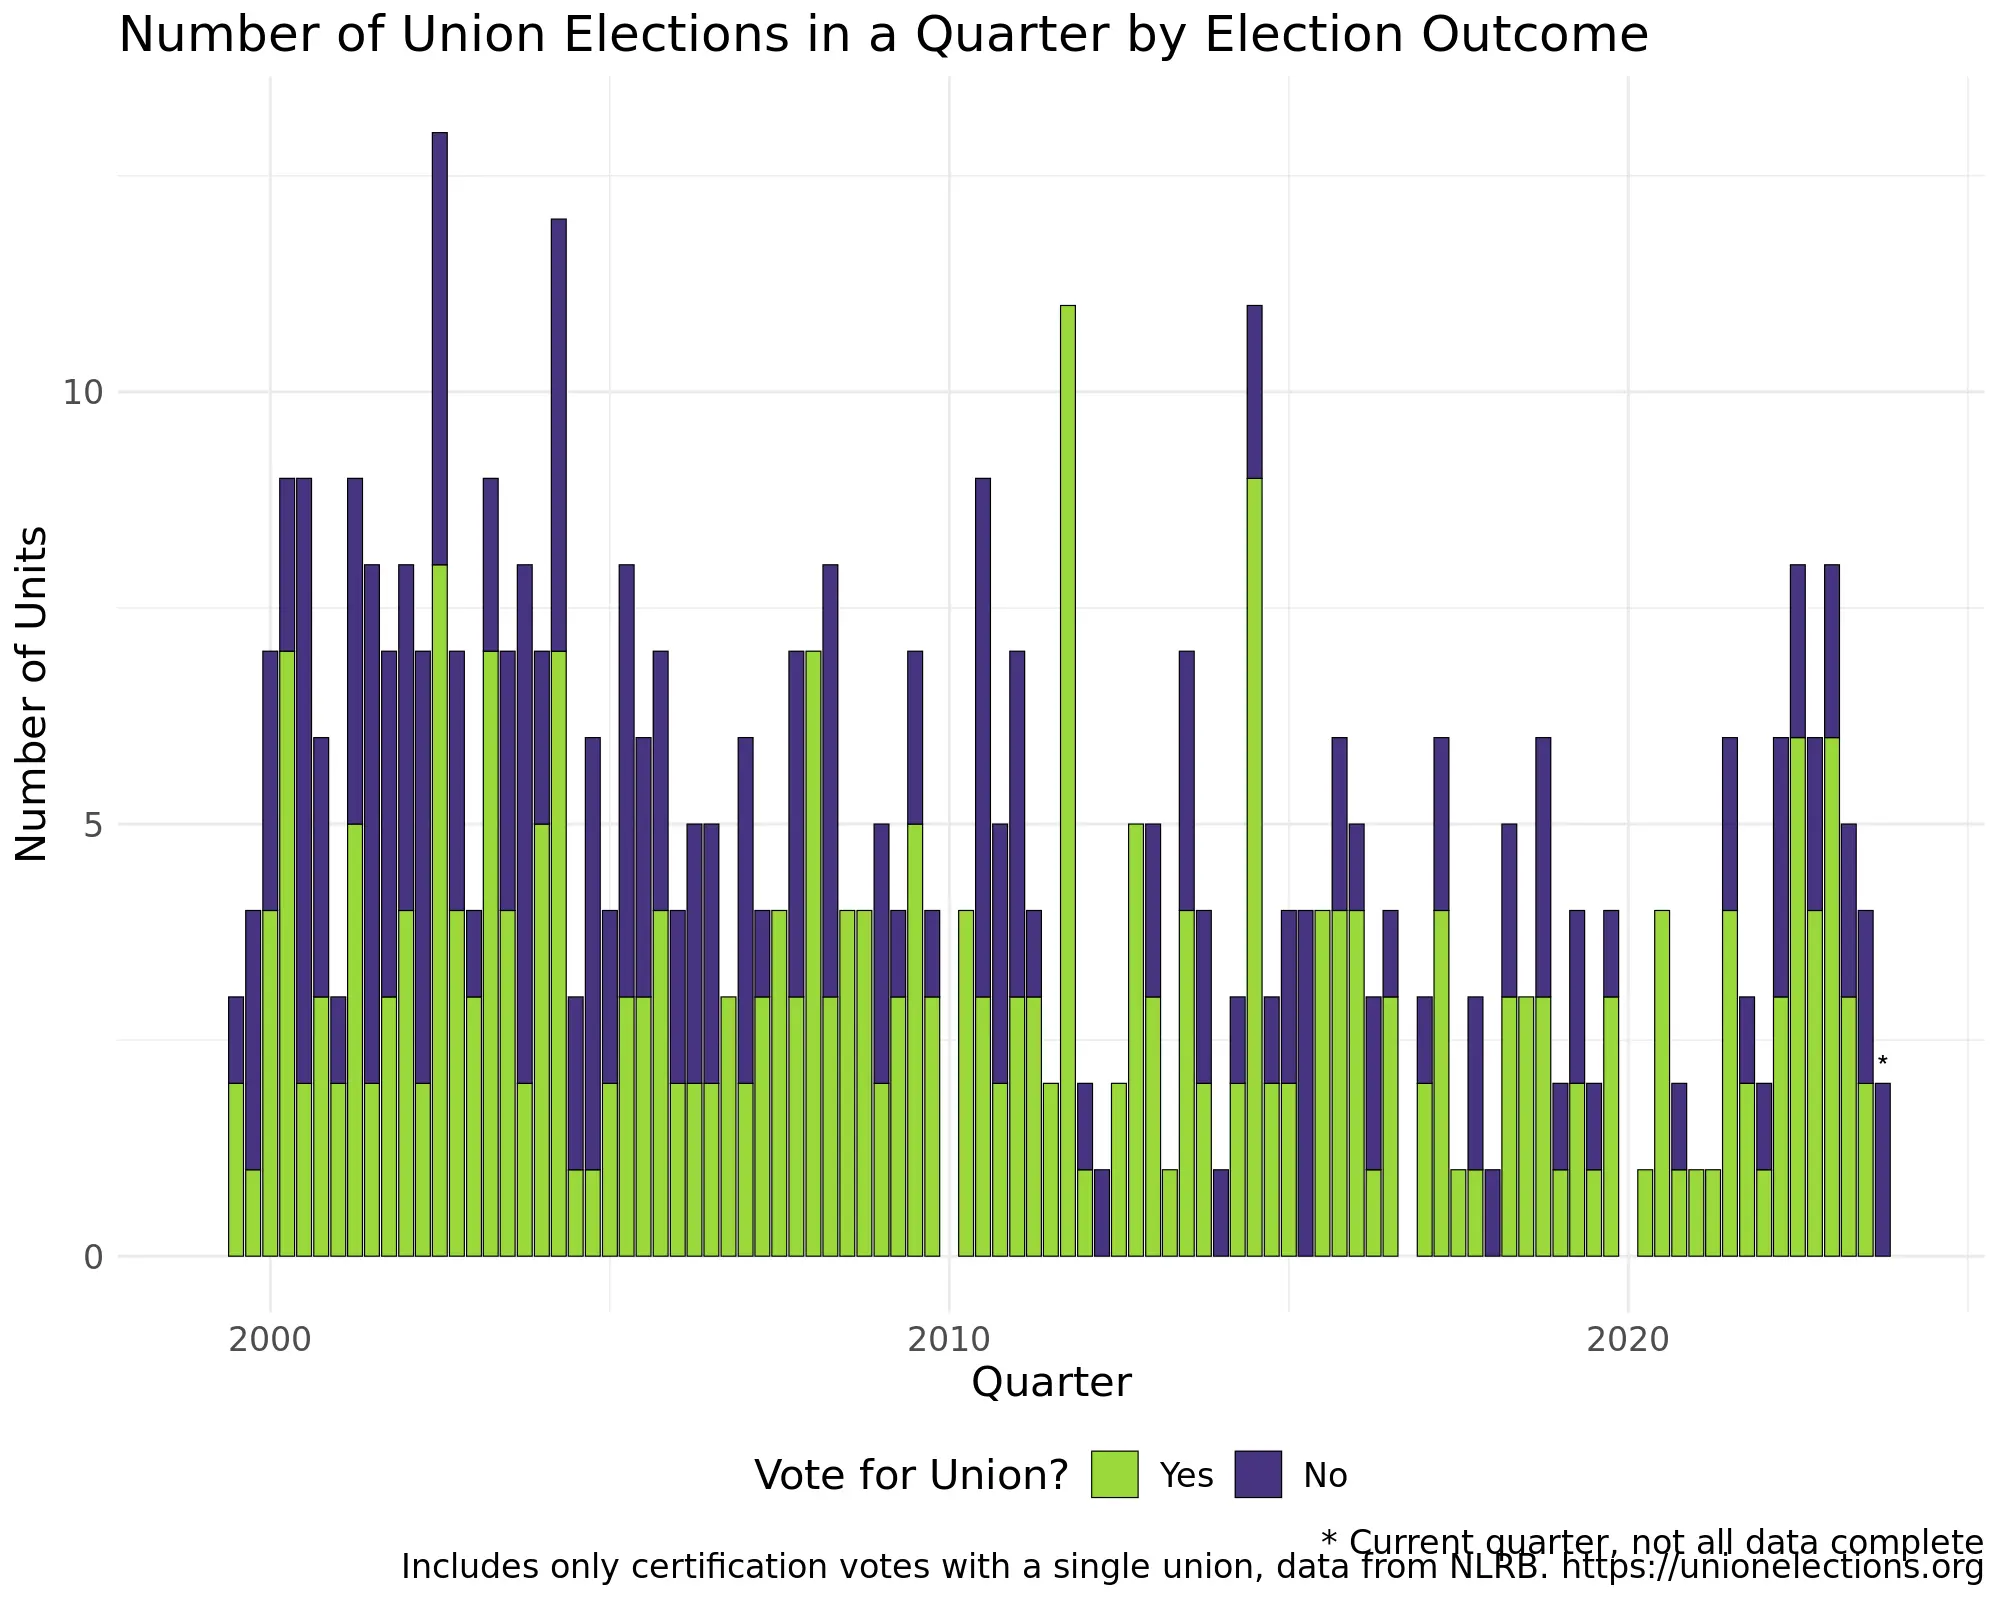 Number of Union Elections in a Quarter by Election Outcome
Number of Units
10
5
0
*
2000 2010 2020
Quarter
Vote for Union? Yes No
* Current quarter, not all data complete
Includes only certification votes with a single union, data from NLRB. https://unionelections.org